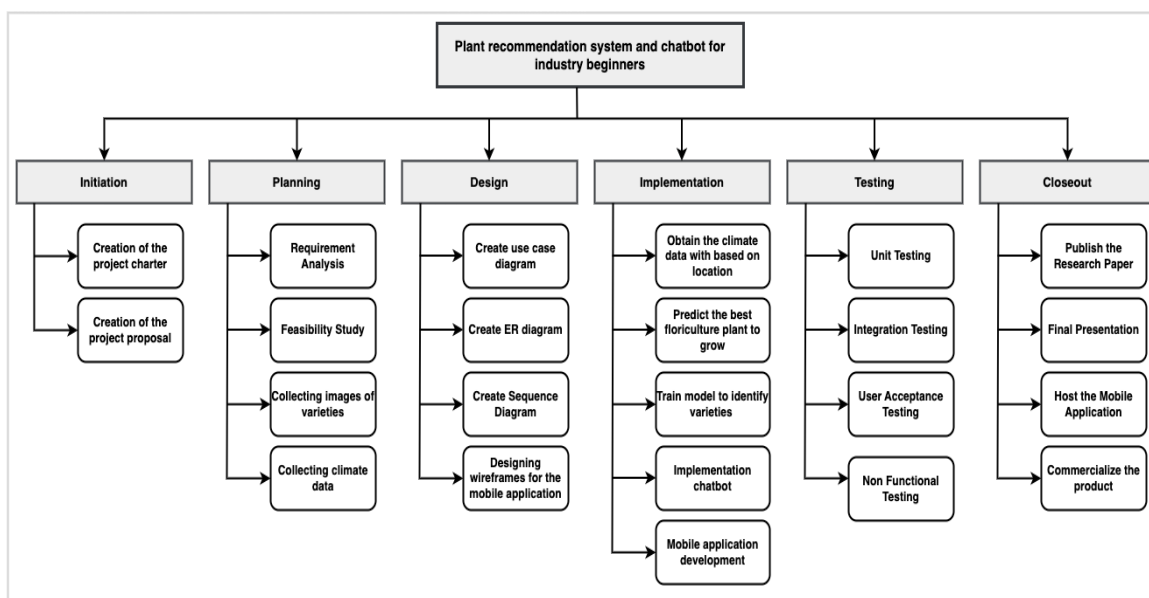 Plant recommendation system and chatbot for
industry beginners
Initiation
Planning
Design
Implementation
Testing
Closeout
Creation of the
project charter
Creation of the
project proposal
Requirement
Analysis
Feasibility Study
Collecting images of
varieties
Collecting climate
data
Create use case
diagram
Create ER diagram
Create Sequence
Diagram
Designing
wireframes for the
mobile application
Obtain the climate
data with based on
location
Predict the best
floriculture plant to
grow
Train model to identify
varieties
Implementation
chatbot
Mobile application
development
Unit Testing
Integration Testing
User Acceptance
Testing
Non Functional
Testing
Publish the
Research Paper
Final Presentation
Host the Mobile
Application
Commercialize the
product